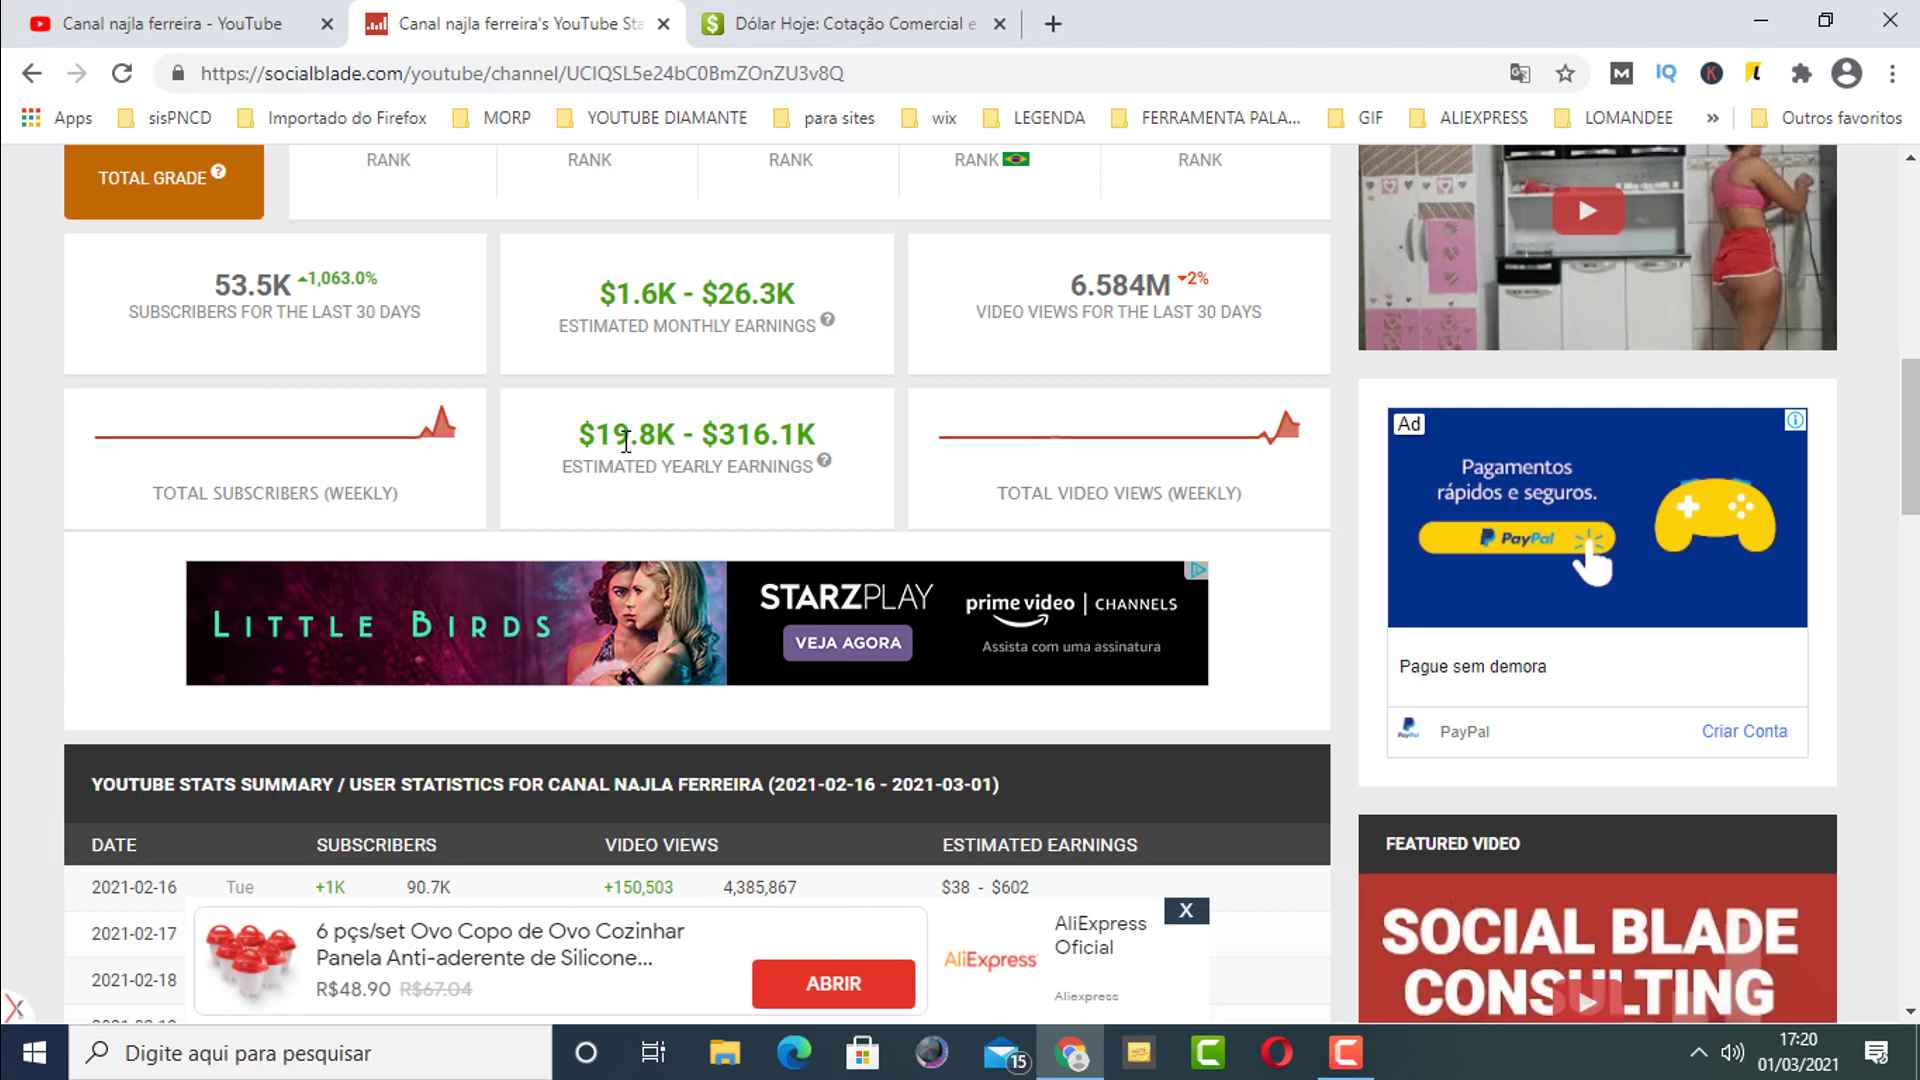 Canal najla ferreira - YouTube
Canal najla ferreira's YouTube Sta
Dólar Hoje: Cotação Comercial e
https://socialblade.com/youtube/channel/UCIQSL5e24bC0BmZOnZU3v8Q
Apps
sisPNCD
Importado do Firefox
MORP
YOUTUBE DIAMANTE
para sites
wix
LEGENDA
FERRAMENTA PALA...
GIF
ALIEXPRESS
LOMANDEE
»
Outros favoritos
TOTAL GRADE ?
RANK
RANK
RANK
RANK
RANK
53.5K 1,063.0%
SUBSCRIBERS FOR THE LAST 30 DAYS
$1.6K - $26.3K
ESTIMATED MONTHLY EARNINGS ?
6.584M 2%
VIDEO VIEWS FOR THE LAST 30 DAYS
TOTAL SUBSCRIBERS (WEEKLY)
$19.8K - $316.1K
ESTIMATED YEARLY EARNINGS ?
TOTAL VIDEO VIEWS (WEEKLY)
Ad
Pagamentos
rápidos e seguros.
PayPal
Pague sem demora
PayPal
Criar Conta
LITTLE BIRDS
STARZPLAY
VEJA AGORA
prime video | CHANNELS
Assista com uma assinatura
YOUTUBE STATS SUMMARY / USER STATISTICS FOR CANAL NAJLA FERREIRA (2021-02-16 - 2021-03-01)
DATE SUBSCRIBERS VIDEO VIEWS ESTIMATED EARNINGS
2021-02-16 Tue +1K 90.7K +150,503 4,385,867 $38 - $602
2021-02-17
2021-02-18
6 pçs/set Ovo Copo de Ovo Cozinhar
Panela Anti-aderente de Silicone...
R$48.90 R$67.04
ABRIR
AliExpress
AliExpress
Oficial
Aliexpress
X
FEATURED VIDEO
SOCIAL BLADE
CONSULTING
Digite aqui para pesquisar
15
17:20
01/03/2021